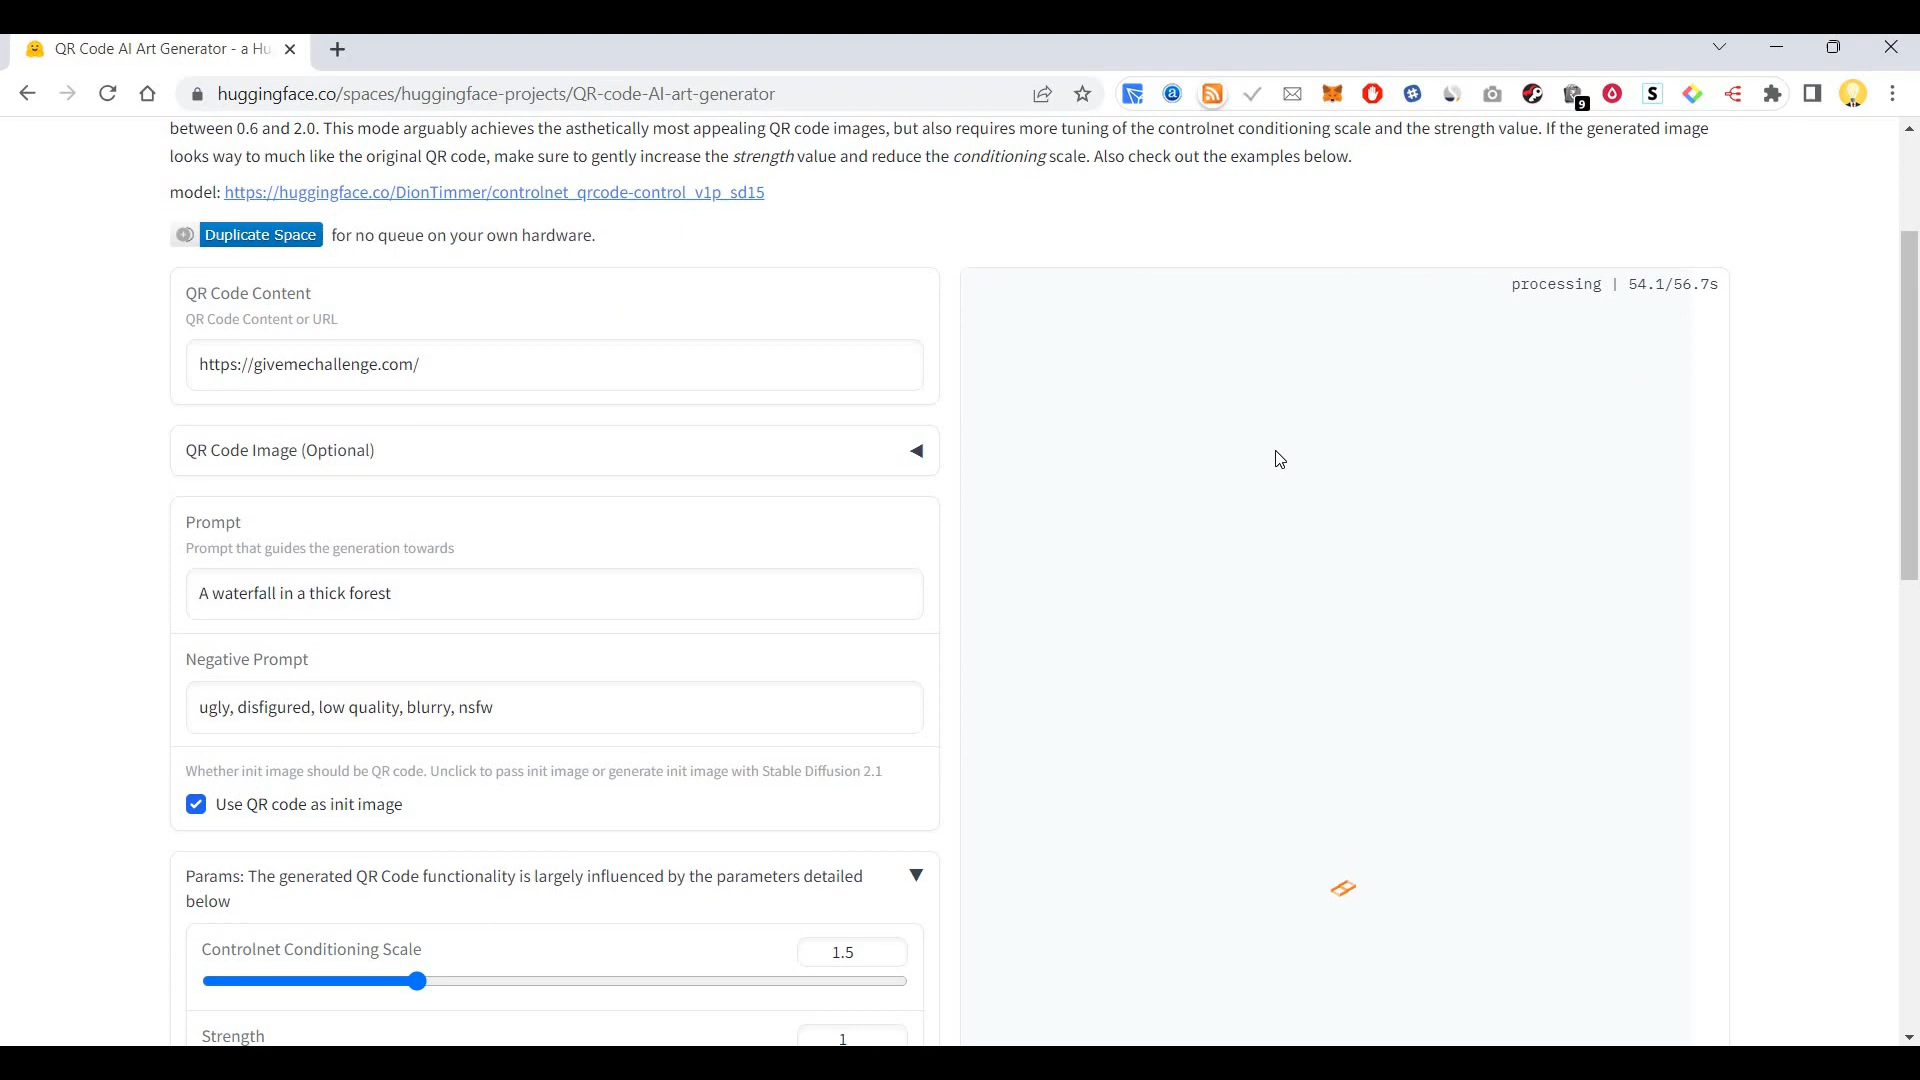 QR Code AI Art Generator - a Hu
huggingface.co/spaces/huggingface-projects/QR-code-AI-art-generator
9
between 0.6 and 2.0. This mode arguably achieves the asthetically most appealing QR code images, but also requires more tuning of the controlnet conditioning scale and the strength value. If the generated image
looks way to much like the original QR code, make sure to gently increase the strength value and reduce the conditioning scale. Also check out the examples below.
model: https://huggingface.co/DionTimmer/controlnet_qrcode-control_v1p_sd15
Duplicate Space for no queue on your own hardware.
processing | 54.1/56.7s
QR Code Content
QR Code Content or URL
https://givemechallenge.com/
QR Code Image (Optional)
Prompt
Prompt that guides the generation towards
A waterfall in a thick forest
Negative Prompt
ugly, disfigured, low quality, blurry, nsfw
Whether init image should be QR code. Unclick to pass init image or generate init image with Stable Diffusion 2.1
Use QR code as init image
Params: The generated QR Code functionality is largely influenced by the parameters detailed
below
Controlnet Conditioning Scale
1.5
Strength
1